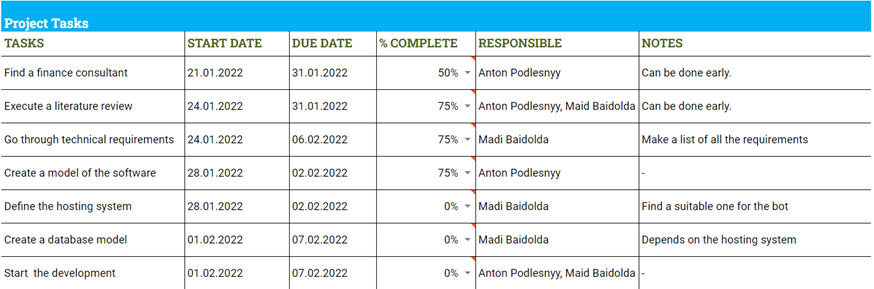 Project Tasks
TASKS START DATE DUE DATE % COMPLETE RESPONSIBLE NOTES
Find a finance consultant 21.01.2022 31.01.2022 50% Anton Podlesnyy Can be done early.
Execute a literature review 24.01.2022 31.01.2022 75% Anton Podlesnyy, Maid Baidolda Can be done early.
Go through technical requirements 24.01.2022 06.02.2022 75% Madi Baidolda Make a list of all the requirements
Create a model of the software 28.01.2022 02.02.2022 75% Anton Podlesnyy -
Define the hosting system 28.01.2022 02.02.2022 0% Madi Baidolda Find a suitable one for the bot
Create a database model 01.02.2022 07.02.2022 0% Madi Baidolda Depends on the hosting system
Start the development 01.02.2022 07.02.2022 0% Anton Podlesnyy, Maid Baidolda -